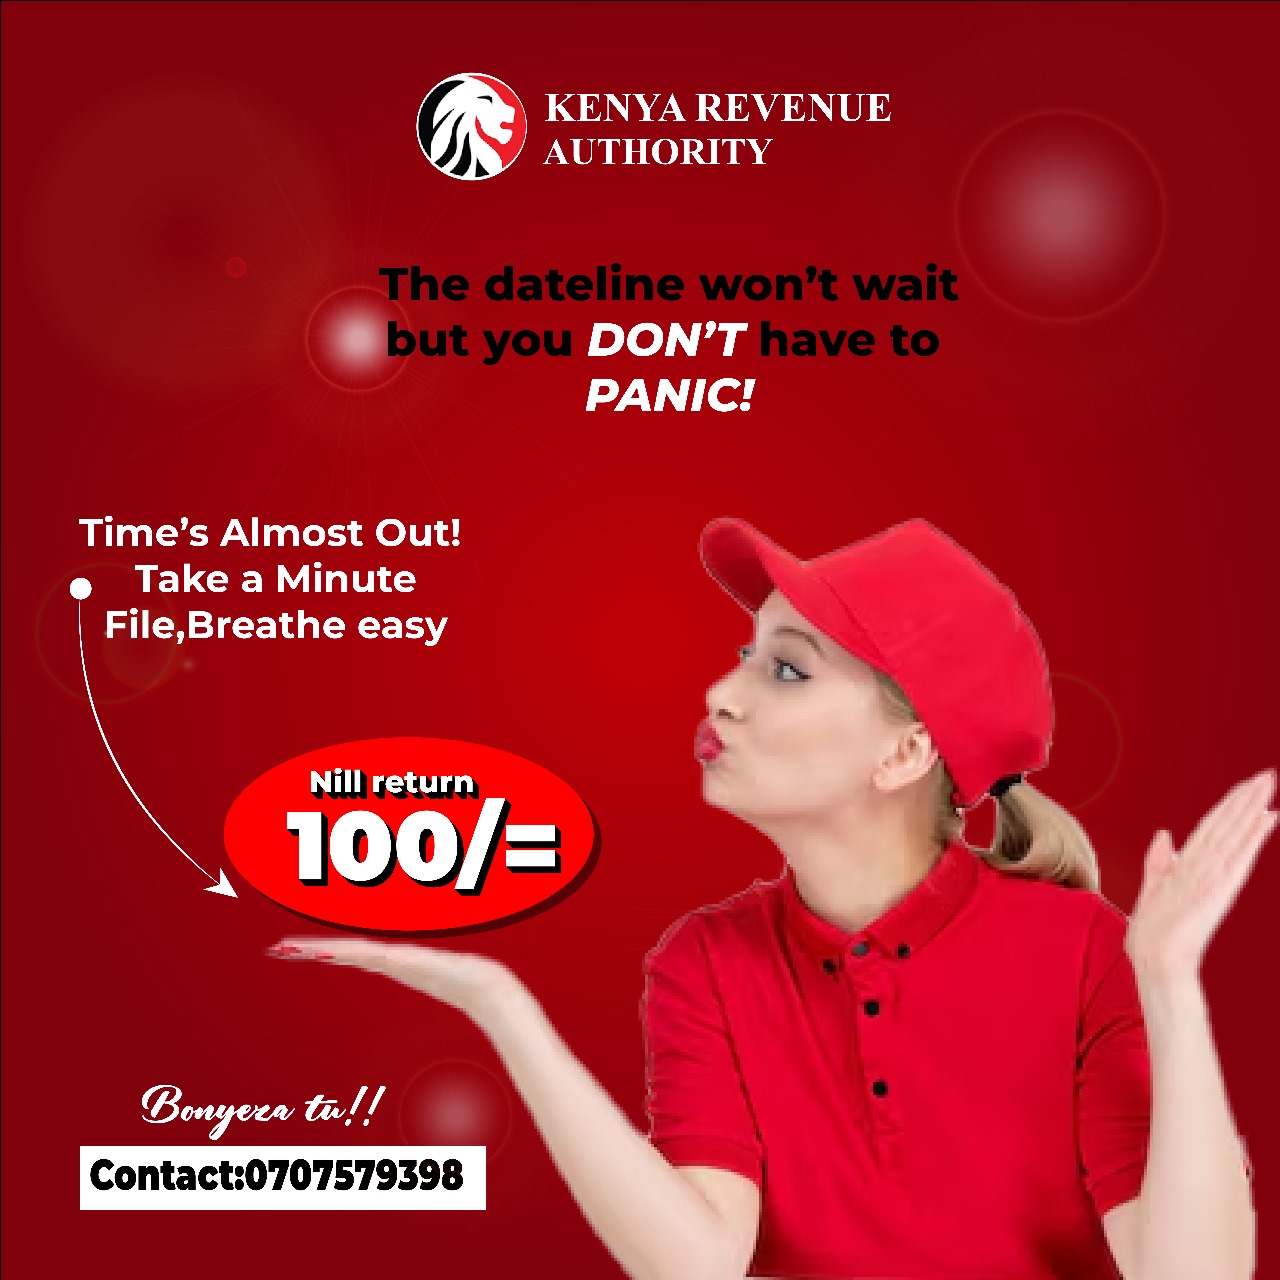 KENYA REVENUE
AUTHORITY
The dateline won't wait
but you DON'T have to
PANIC!
Time's Almost Out!
Take a Minute
File,Breathe easy
Nill return
100/=
Bonyeza tu!!
Contact:0707579398